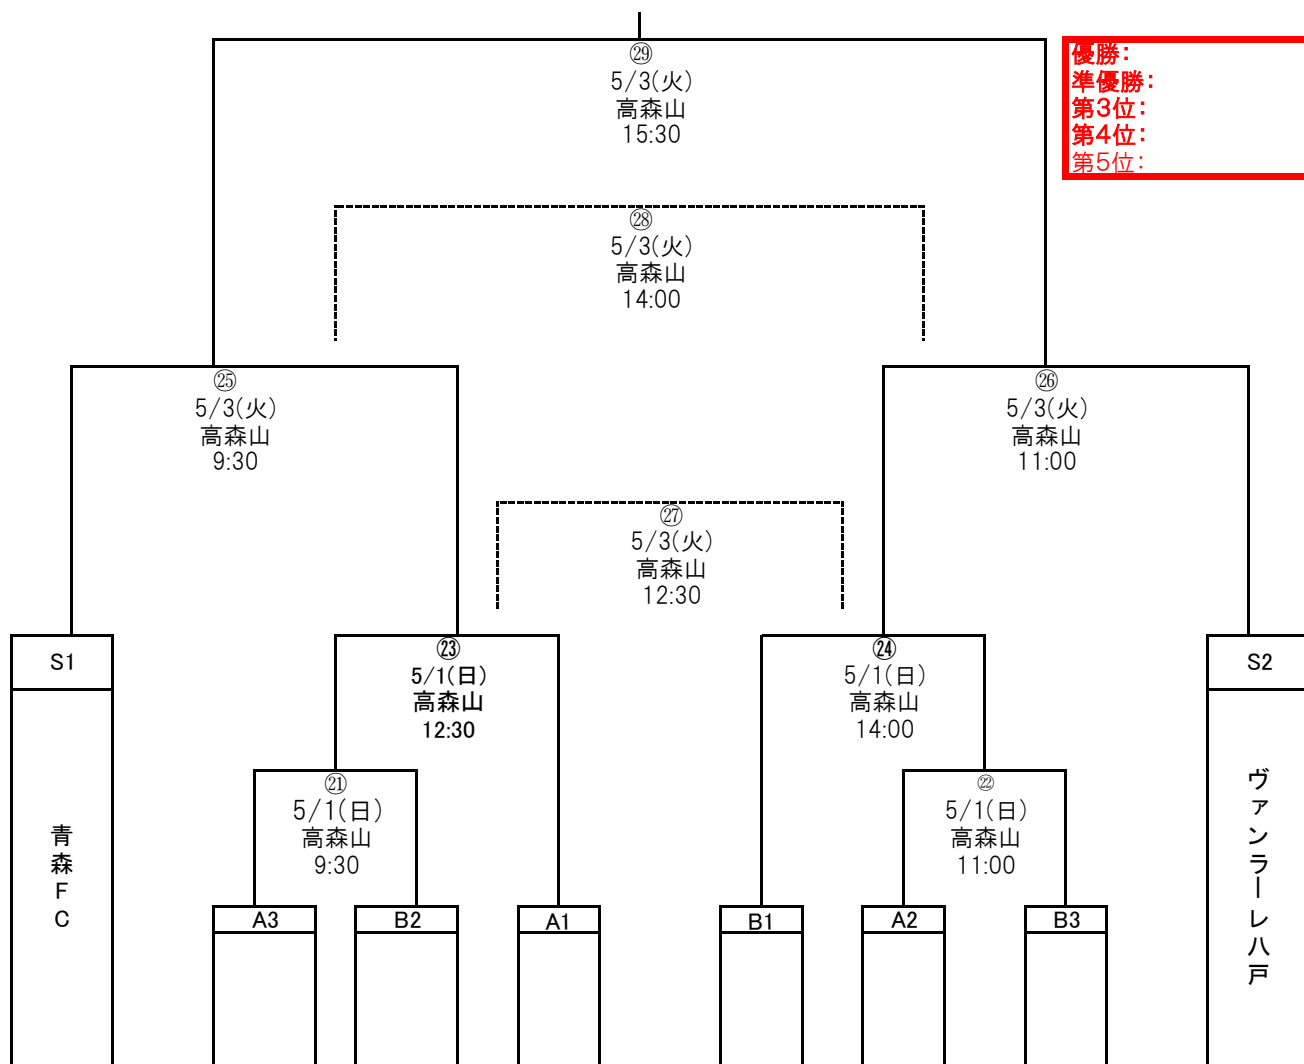 ㉙
5/3(火)
高森山
15:30
優勝:
準優勝:
第3位:
第4位:
第5位:
㉘
5/3(火)
高森山
14:00
㉕
5/3(火)
高森山
9:30
㉖
5/3(火)
高森山
11:00
㉗
5/3(火)
高森山
12:30
S1
㉓
5/1(日)
高森山
12:30
㉔
5/1(日)
高森山
14:00
S2
㉑
5/1(日)
高森山
9:30
㉒
5/1(日)
高森山
11:00
青森FC
ヴァンラーレ八戸
A3
B2
A1
B1
A2
B3